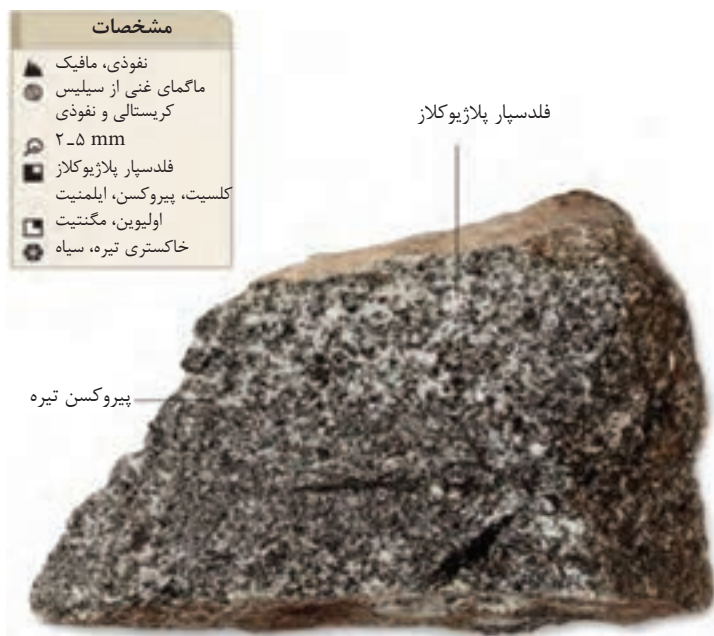 مشخصات
نفوذی، مافیک
ماگمای غنی از سیلیس
کریستالی و نفوذی
۲-۵ mm
فلدسپار پلاژیوکلاز
کلسیت، پیروکسن، ایلمنیت
اولیوین، مگنتیت
خاکستری تیره، سیاه
فلدسپار پلاژیوکلاز
پیروکسن تیره